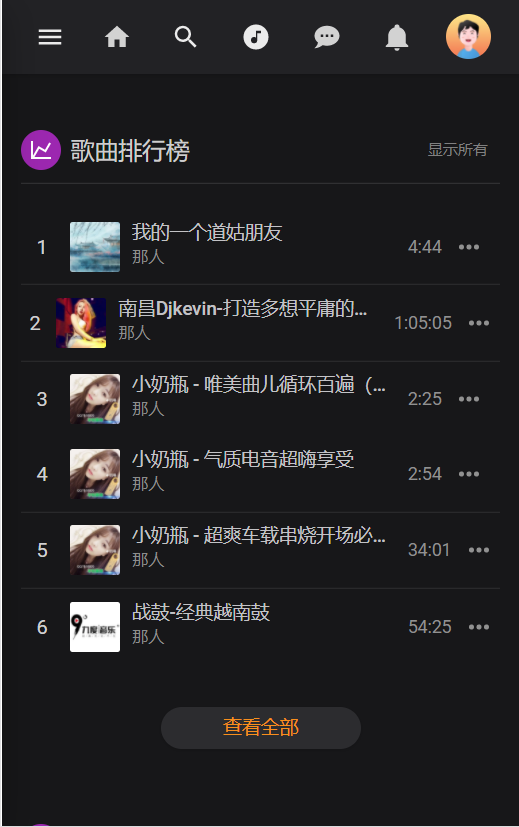 歌曲排行榜
显示所有
1
我的一个道姑朋友
那人
4:44
2
南昌Djkevin-打造多想平庸的...
那人
1:05:05
3
小奶瓶 - 唯美曲儿循环百遍（...
那人
2:25
4
小奶瓶 - 气质电音超嗨享受
那人
2:54
5
小奶瓶 - 超爽车载串烧开场必...
那人
34:01
6
战鼓-经典越南鼓
那人
54:25
查看全部